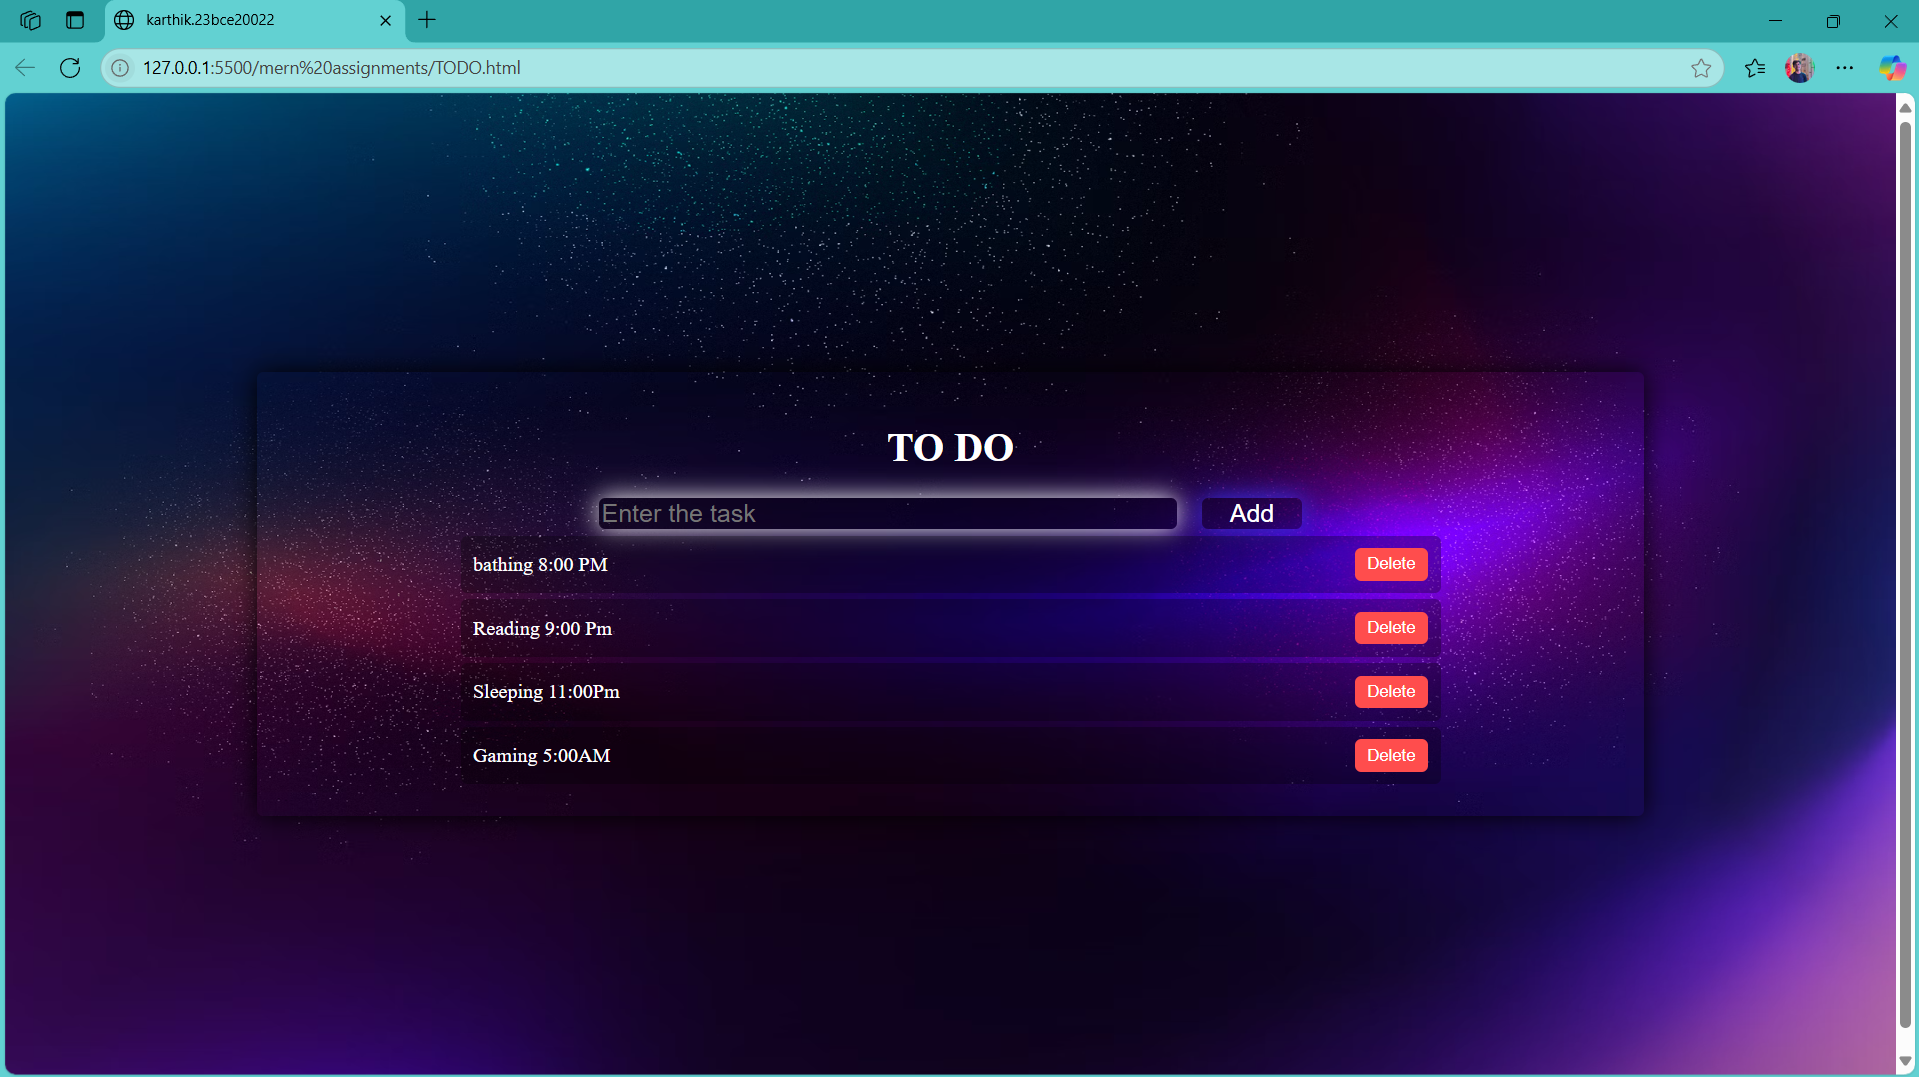 karthik.23bce20022
127.0.0.1:5500/mern%20assignments/TODO.html
TO DO
Enter the task Add
bathing 8:00 PM Delete
Reading 9:00 Pm Delete
Sleeping 11:00Pm Delete
Gaming 5:00AM Delete